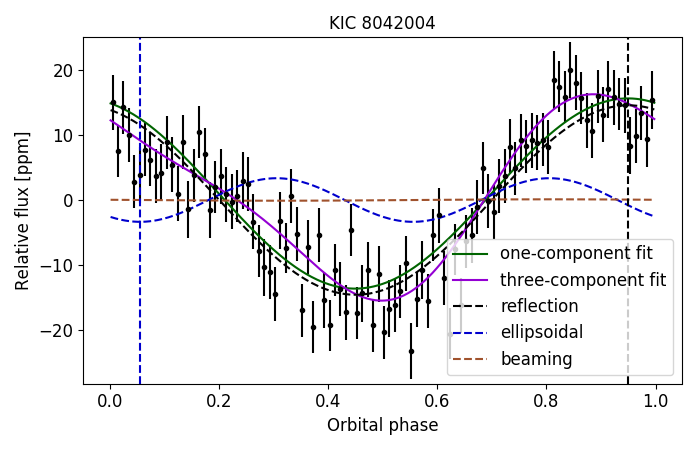 KIC 8042004
Relative flux [ppm]
20
10
0
−10
−20
one-component fit
three-component fit
reflection
ellipsoidal
beaming
0.0 0.2 0.4 0.6 0.8 1.0
Orbital phase